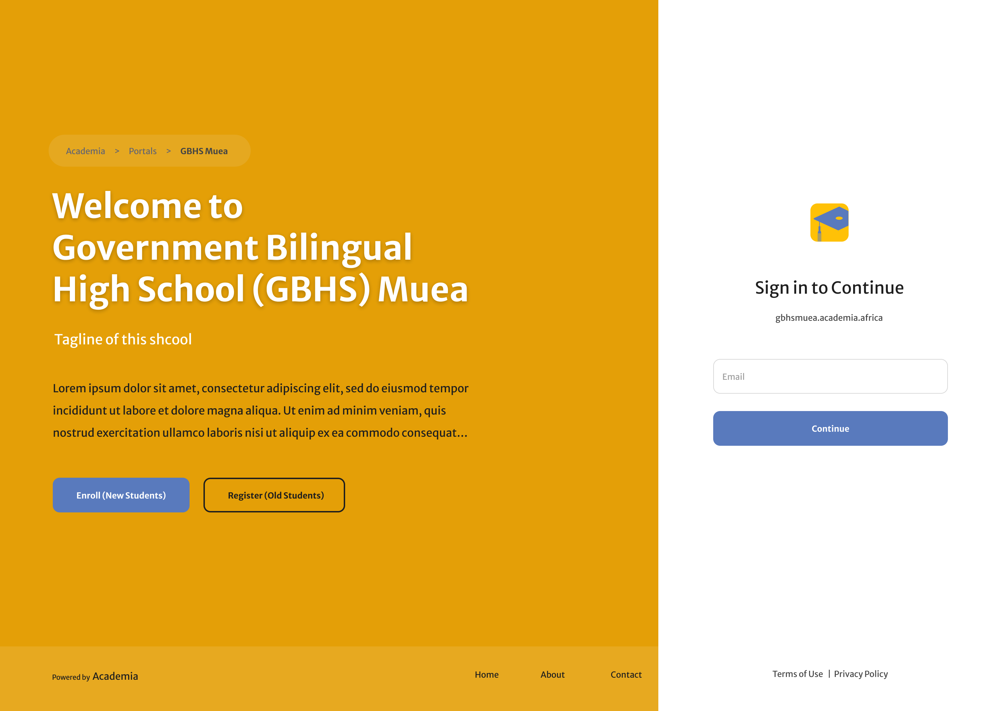 Academia > Portals > GBHS Muea
Welcome to
Government Bilingual
High School (GBHS) Muea
Tagline of this shcool
Lorem ipsum dolor sit amet, consectetur adipiscing elit, sed do eiusmod tempor
incididunt ut labore et dolore magna aliqua. Ut enim ad minim veniam, quis
nostrud exercitation ullamco laboris nisi ut aliquip ex ea commodo consequat...
Enroll (New Students)
Register (Old Students)
Powered by Academia
Home
About
Contact
Sign in to Continue
gbhsmuea.academia.africa
Email
Continue
Terms of Use | Privacy Policy